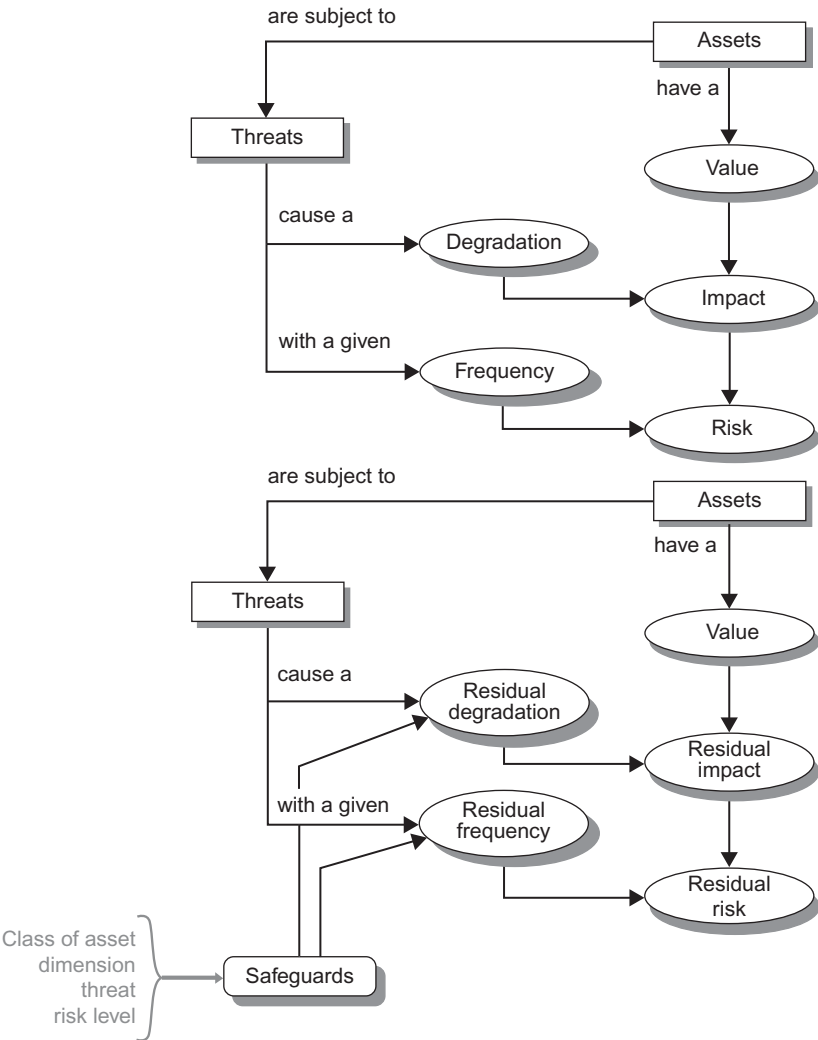 are subject to
Assets
have a
Threats
Value
cause a
Degradation
Impact
with a given
Frequency
Risk
are subject to
Assets
have a
Threats
Value
cause a
Residual
degradation
Residual
impact
with a given
Residual
frequency
Residual
risk
Class of asset
dimension
threat
risk level
Safeguards